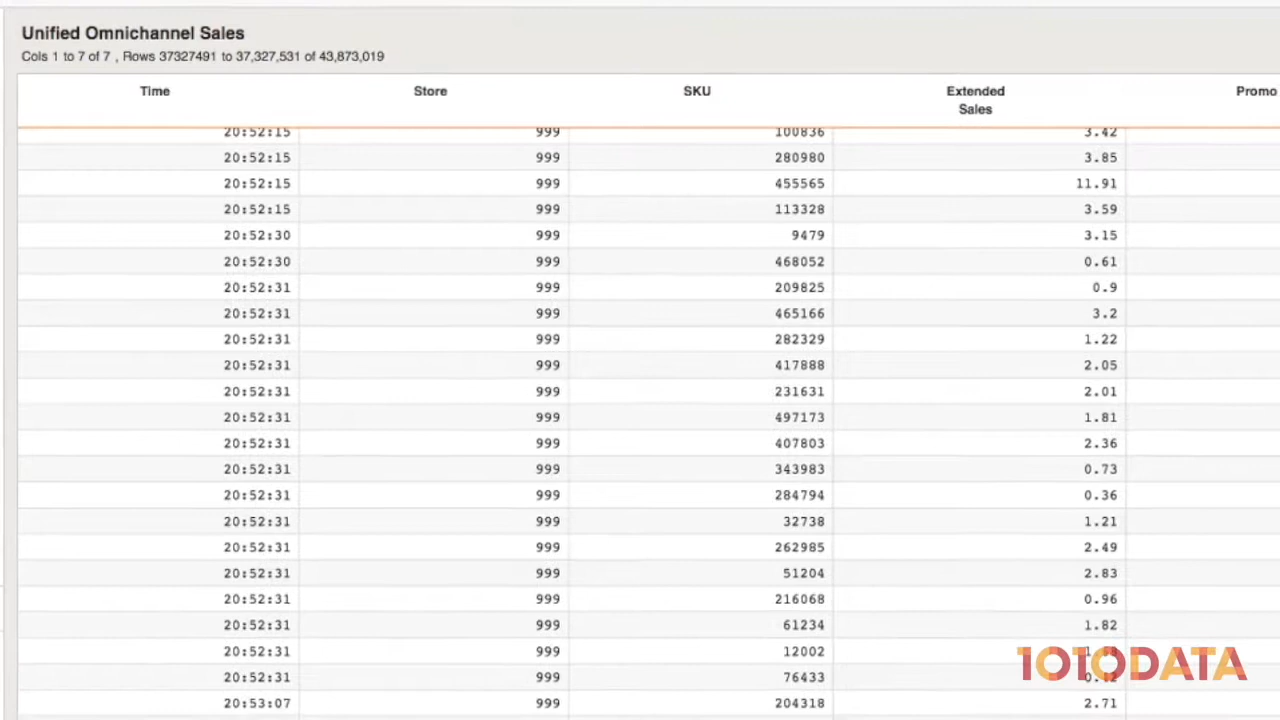 Unified Omnichannel Sales
Cols 1 to 7 of 7 , Rows 37327491 to 37,327,531 of 43,873,019
Time Store SKU Extended Sales Promo
20:52:15 999 100836 3.42
20:52:15 999 280980 3.85
20:52:15 999 455565 11.91
20:52:15 999 113328 3.59
20:52:30 999 9479 3.15
20:52:30 999 468052 0.61
20:52:31 999 209825 0.9
20:52:31 999 465166 3.2
20:52:31 999 282329 1.22
20:52:31 999 417888 2.05
20:52:31 999 231631 2.01
20:52:31 999 497173 1.81
20:52:31 999 407803 2.36
20:52:31 999 343983 0.73
20:52:31 999 284794 0.36
20:52:31 999 32738 1.21
20:52:31 999 262985 2.49
20:52:31 999 51204 2.83
20:52:31 999 216068 0.96
20:52:31 999 61234 1.82
20:52:31 999 12002
20:52:31 999 76433
1010DATA
20:53:07 999 204318 2.71